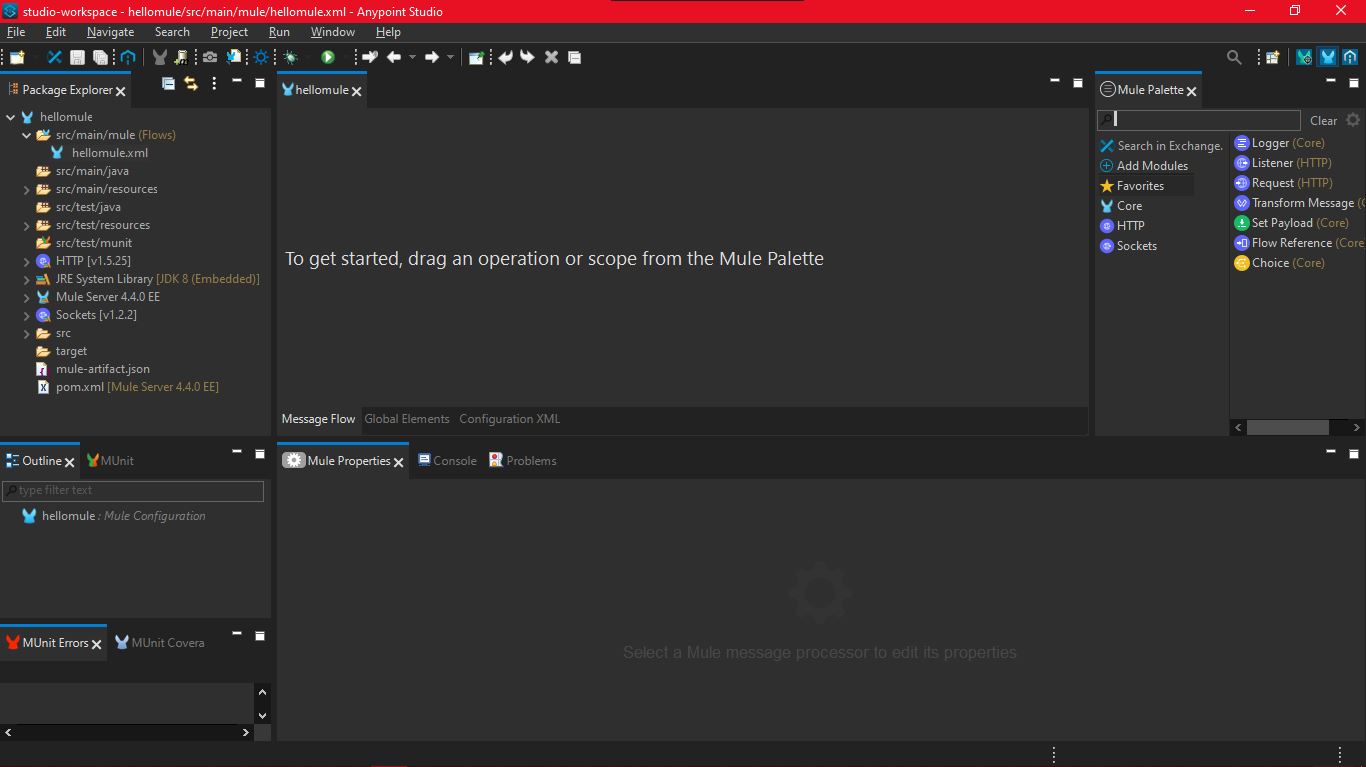 studio-workspace - hellomule/src/main/mule/hellomule.xml - Anypoint Studio
File Edit Navigate Search Project Run Window Help
Package Explorer
hellomule
src/main/mule (Flows)
hellomule.xml
src/main/java
src/main/resources
src/test/java
src/test/resources
src/test/munit
HTTP [v1.5.25]
JRE System Library [JDK 8 (Embedded)]
Mule Server 4.4.0 EE
Sockets [v1.2.2]
src
target
mule-artifact.json
pom.xml [Mule Server 4.4.0 EE]
hellomule
To get started, drag an operation or scope from the Mule Palette
Message Flow Global Elements Configuration XML
Mule Palette
Clear
Search in Exchange.
Add Modules
Favorites
Core
HTTP
Sockets
Logger (Core)
Listener (HTTP)
Request (HTTP)
Transform Message (C
Set Payload (Core)
Flow Reference (Core
Choice (Core)
Outline MUnit
type filter text
hellomule : Mule Configuration
MUnit Errors MUnit Covera
Mule Properties Console Problems
Select a Mule message processor to edit its properties